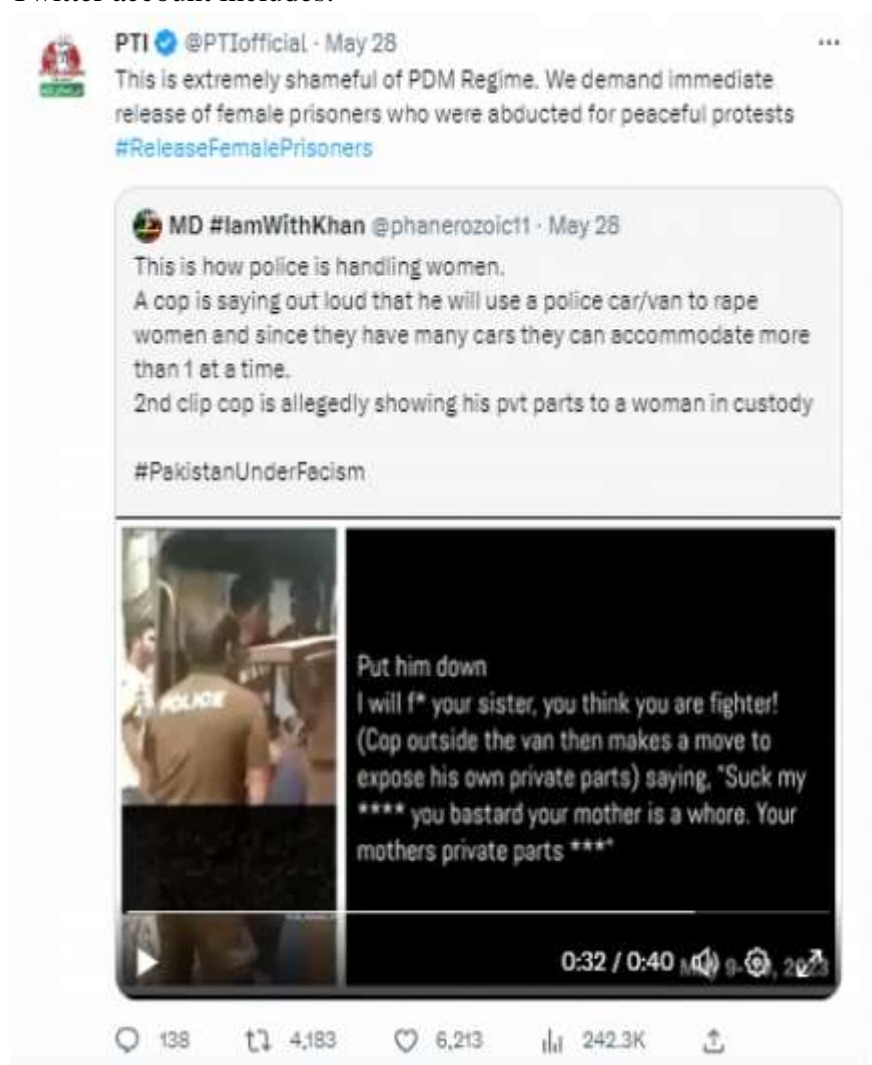 Twitter account includes:
PTI @PTIofficial · May 28
This is extremely shameful of PDM Regime. We demand immediate
release of female prisoners who were abducted for peaceful protests
#ReleaseFemalePrisoners
MD #IamWithKhan @phanerozoic11 · May 28
This is how police is handling women.
A cop is saying out loud that he will use a police car/van to rape
women and since they have many cars they can accommodate more
than 1 at a time.
2nd clip cop is allegedly showing his pvt parts to a woman in custody
#PakistanUnderFacism
POLICE
Put him down
I will f* your sister, you think you are fighter!
(Cop outside the van then makes a move to
expose his own private parts) saying, "Suck my
**** you bastard your mother is a whore. Your
mothers private parts ***"
0:32 / 0:40
2023
138 4,183 6,213 242.3K